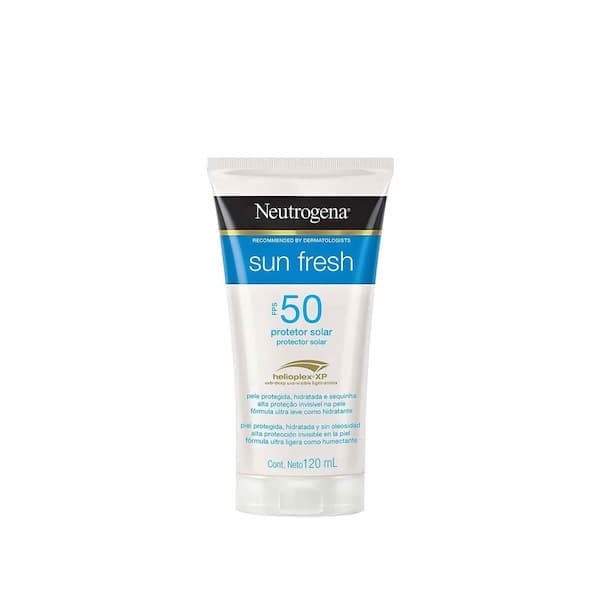 Neutrogena®
RECOMMENDED BY DERMATOLOGISTS
sun fresh
FPS 50
protetor solar
protector solar
helioplex®XP
pele protegida, hidratada e sequinha
alta proteção invisível na pele
fórmula ultra leve como hidratante
piel protegida, hidratada y sin oleosidad
alta protección invisible en la piel
fórmula ultra ligera como humectante
Cont. Neto 120 mL